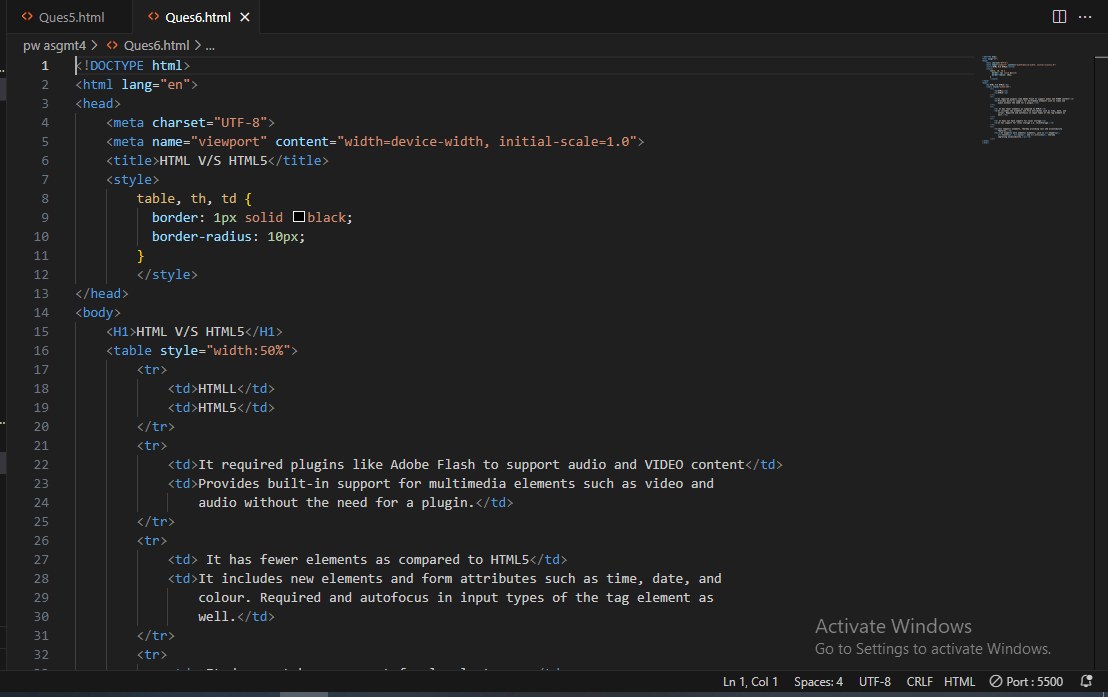 Ques5.html
Ques6.html
pw asgmt4 > Ques6.html > ...
1 <!DOCTYPE html>
2 <html lang="en">
3 <head>
4 <meta charset="UTF-8">
5 <meta name="viewport" content="width=device-width, initial-scale=1.0">
6 <title>HTML V/S HTML5</title>
7 <style>
8 table, th, td {
9 border: 1px solid black;
10 border-radius: 10px;
11 }
12 </style>
13 </head>
14 <body>
15 <H1>HTML V/S HTML5</H1>
16 <table style="width:50%">
17 <tr>
18 <td>HTMLL</td>
19 <td>HTML5</td>
20 </tr>
21 <tr>
22 <td>It required plugins like Adobe Flash to support audio and VIDEO content</td>
23 <td>Provides built-in support for multimedia elements such as video and
24 audio without the need for a plugin.</td>
25 </tr>
26 <tr>
27 <td> It has fewer elements as compared to HTML5</td>
28 <td>It includes new elements and form attributes such as time, date, and
29 colour. Required and autofocus in input types of the tag element as
30 well.</td>
31 </tr>
32 <tr>
Activate Windows
Go to Settings to activate Windows.
Ln 1, Col 1 Spaces: 4 UTF-8 CRLF HTML Port : 5500